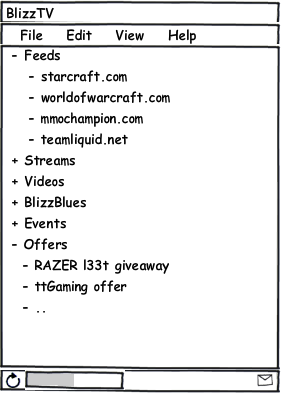 BlizzTV
File Edit View Help
- Feeds
- starcraft.com
- worldofwarcraft.com
- mmochampion.com
- teamliquid.net
+ Streams
+ Videos
+ BlizzBlues
+ Events
- Offers
- RAZER l33t giveaway
- ttGaming offer
- ..